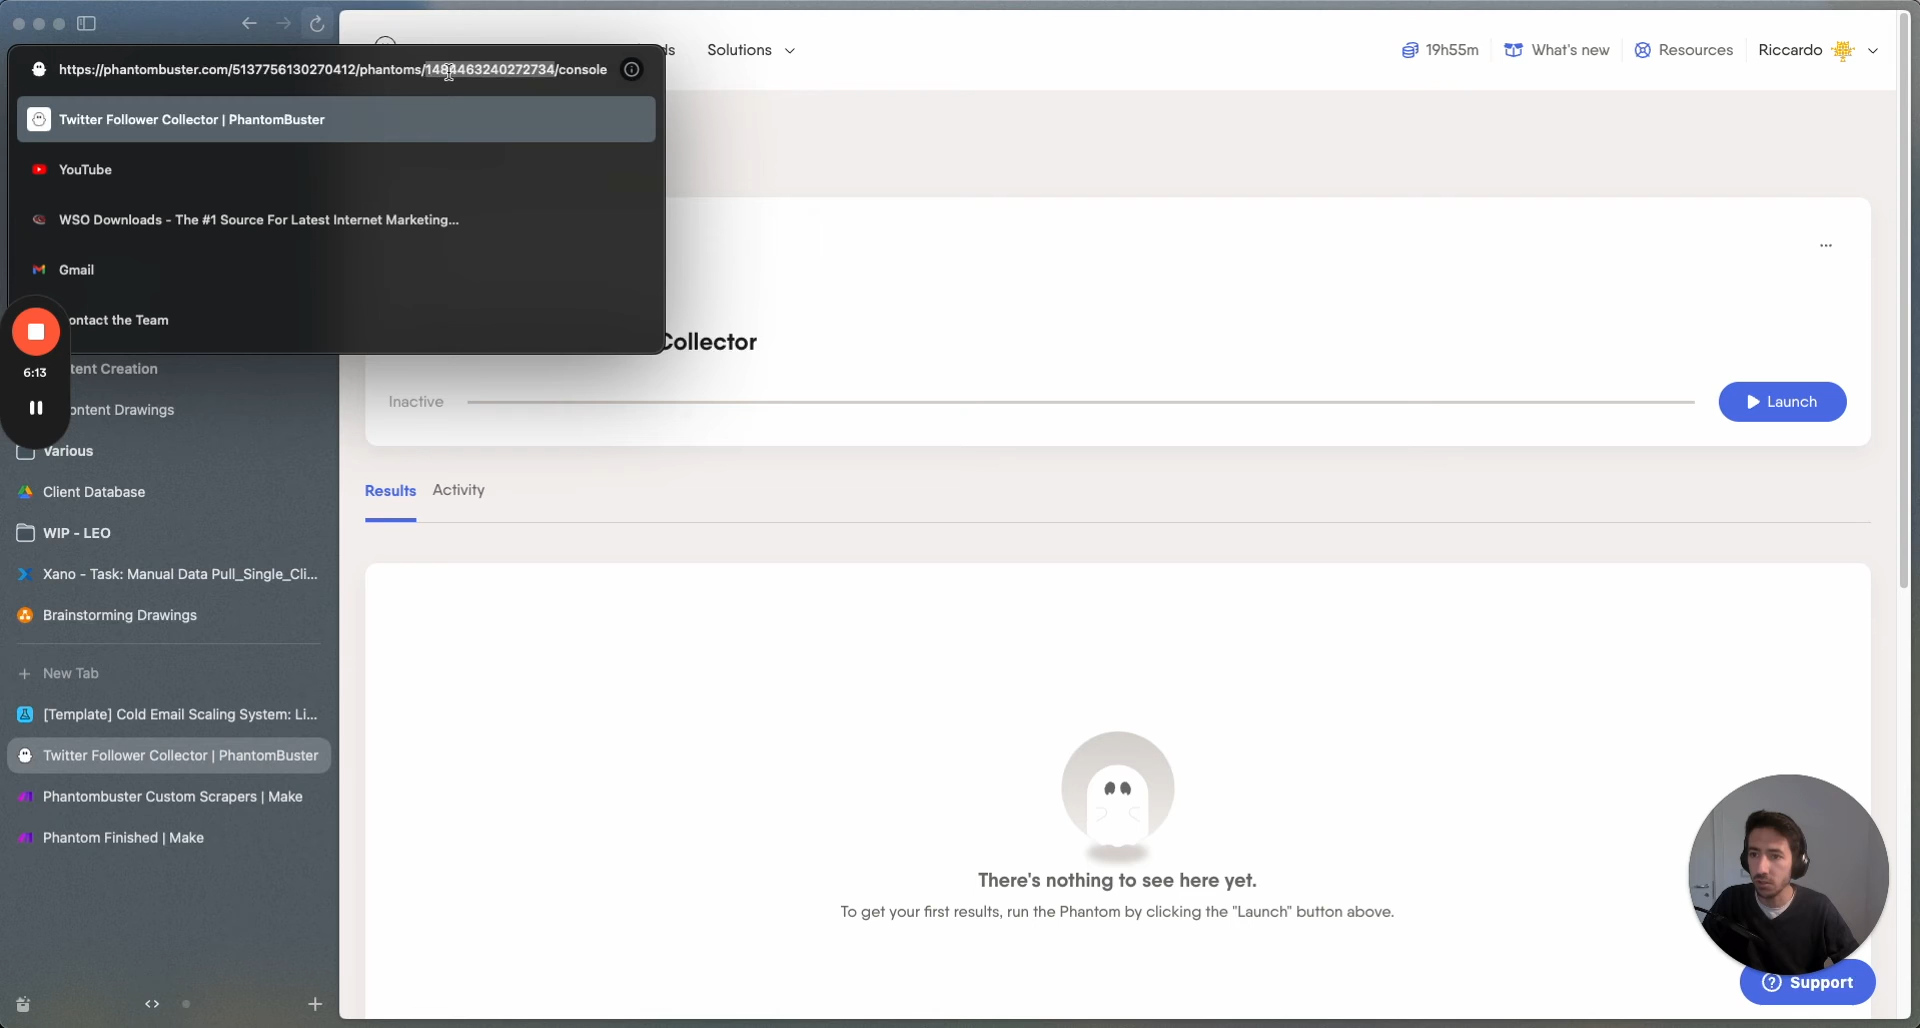 ds
Solutions
19h55m
What's new
Resources
Riccardo
https://phantombuster.com/5137756130270412/phantoms/1484463240272734/console
Twitter Follower Collector | PhantomBuster
YouTube
WSO Downloads - The #1 Source For Latest Internet Marketing...
Gmail
ontact the Team
6:13
tent Creation
ontent Drawings
Various
Client Database
WIP - LEO
Xano - Task: Manual Data Pull_Single_Cli...
Brainstorming Drawings
New Tab
[Template] Cold Email Scaling System: Li...
Twitter Follower Collector | PhantomBuster
Phantombuster Custom Scrapers | Make
Phantom Finished | Make
Collector
Inactive
Launch
Results
Activity
There's nothing to see here yet.
To get your first results, run the Phantom by clicking the "Launch" button above.
Support